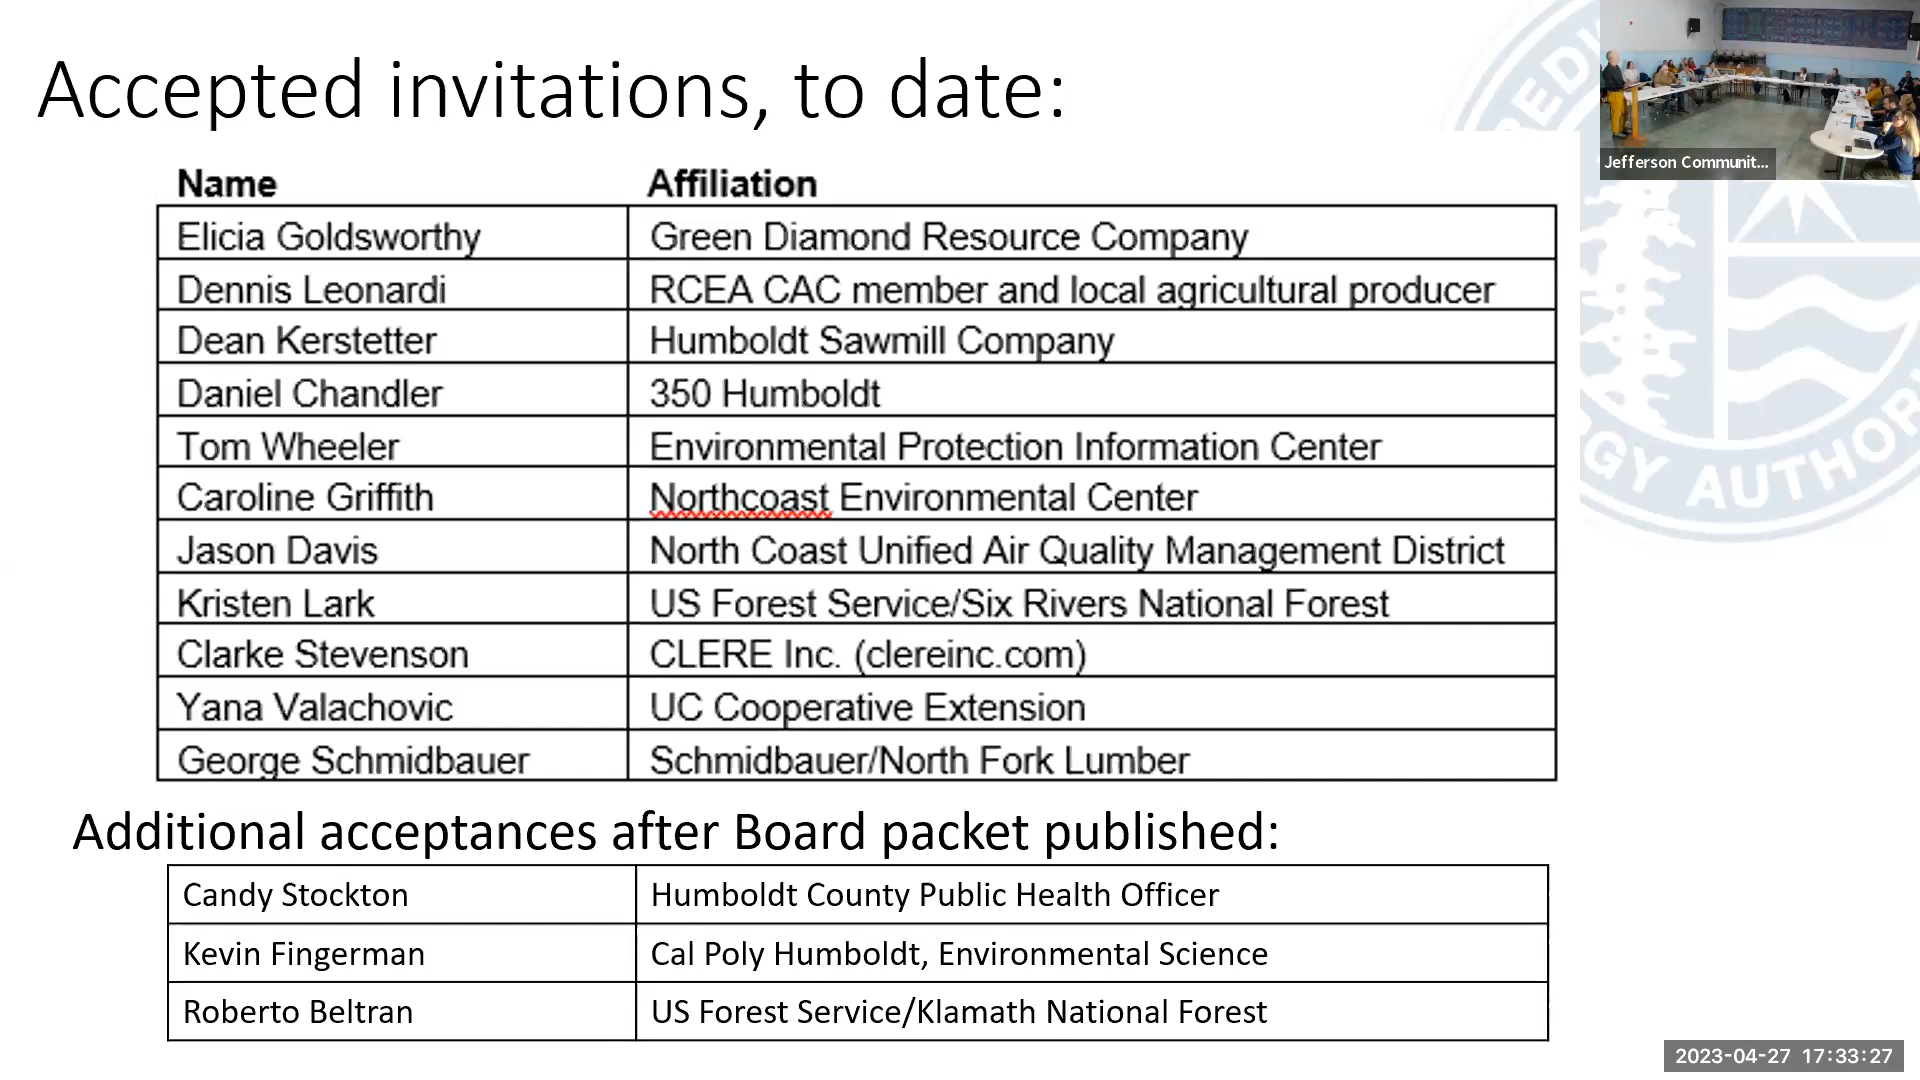 Accepted invitations, to date:
Jefferson Communit...
Name Affiliation
Elicia Goldsworthy Green Diamond Resource Company
Dennis Leonardi RCEA CAC member and local agricultural producer
Dean Kerstetter Humboldt Sawmill Company
Daniel Chandler 350 Humboldt
Tom Wheeler Environmental Protection Information Center
Caroline Griffith Northcoast Environmental Center
Jason Davis North Coast Unified Air Quality Management District
Kristen Lark US Forest Service/Six Rivers National Forest
Clarke Stevenson CLERE Inc. (clereinc.com)
Yana Valachovic UC Cooperative Extension
George Schmidbauer Schmidbauer/North Fork Lumber
Additional acceptances after Board packet published:
Candy Stockton Humboldt County Public Health Officer
Kevin Fingerman Cal Poly Humboldt, Environmental Science
Roberto Beltran US Forest Service/Klamath National Forest
2023-04-27 17:33:27